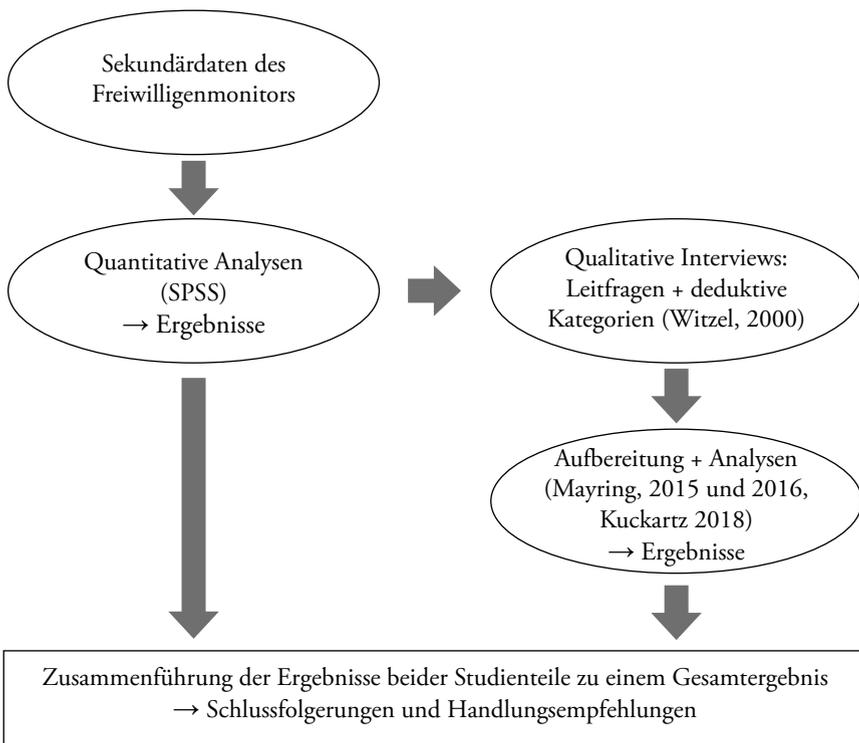 Sekundärdaten des
Freiwilligenmonitors
Quantitative Analysen
(SPSS)
→ Ergebnisse
Qualitative Interviews:
Leitfragen + deduktive
Kategorien (Witzel, 2000)
Aufbereitung + Analysen
(Mayring, 2015 und 2016,
Kuckartz 2018)
→ Ergebnisse
Zusammenführung der Ergebnisse beider Studienteile zu einem Gesamtergebnis
→ Schlussfolgerungen und Handlungsempfehlungen